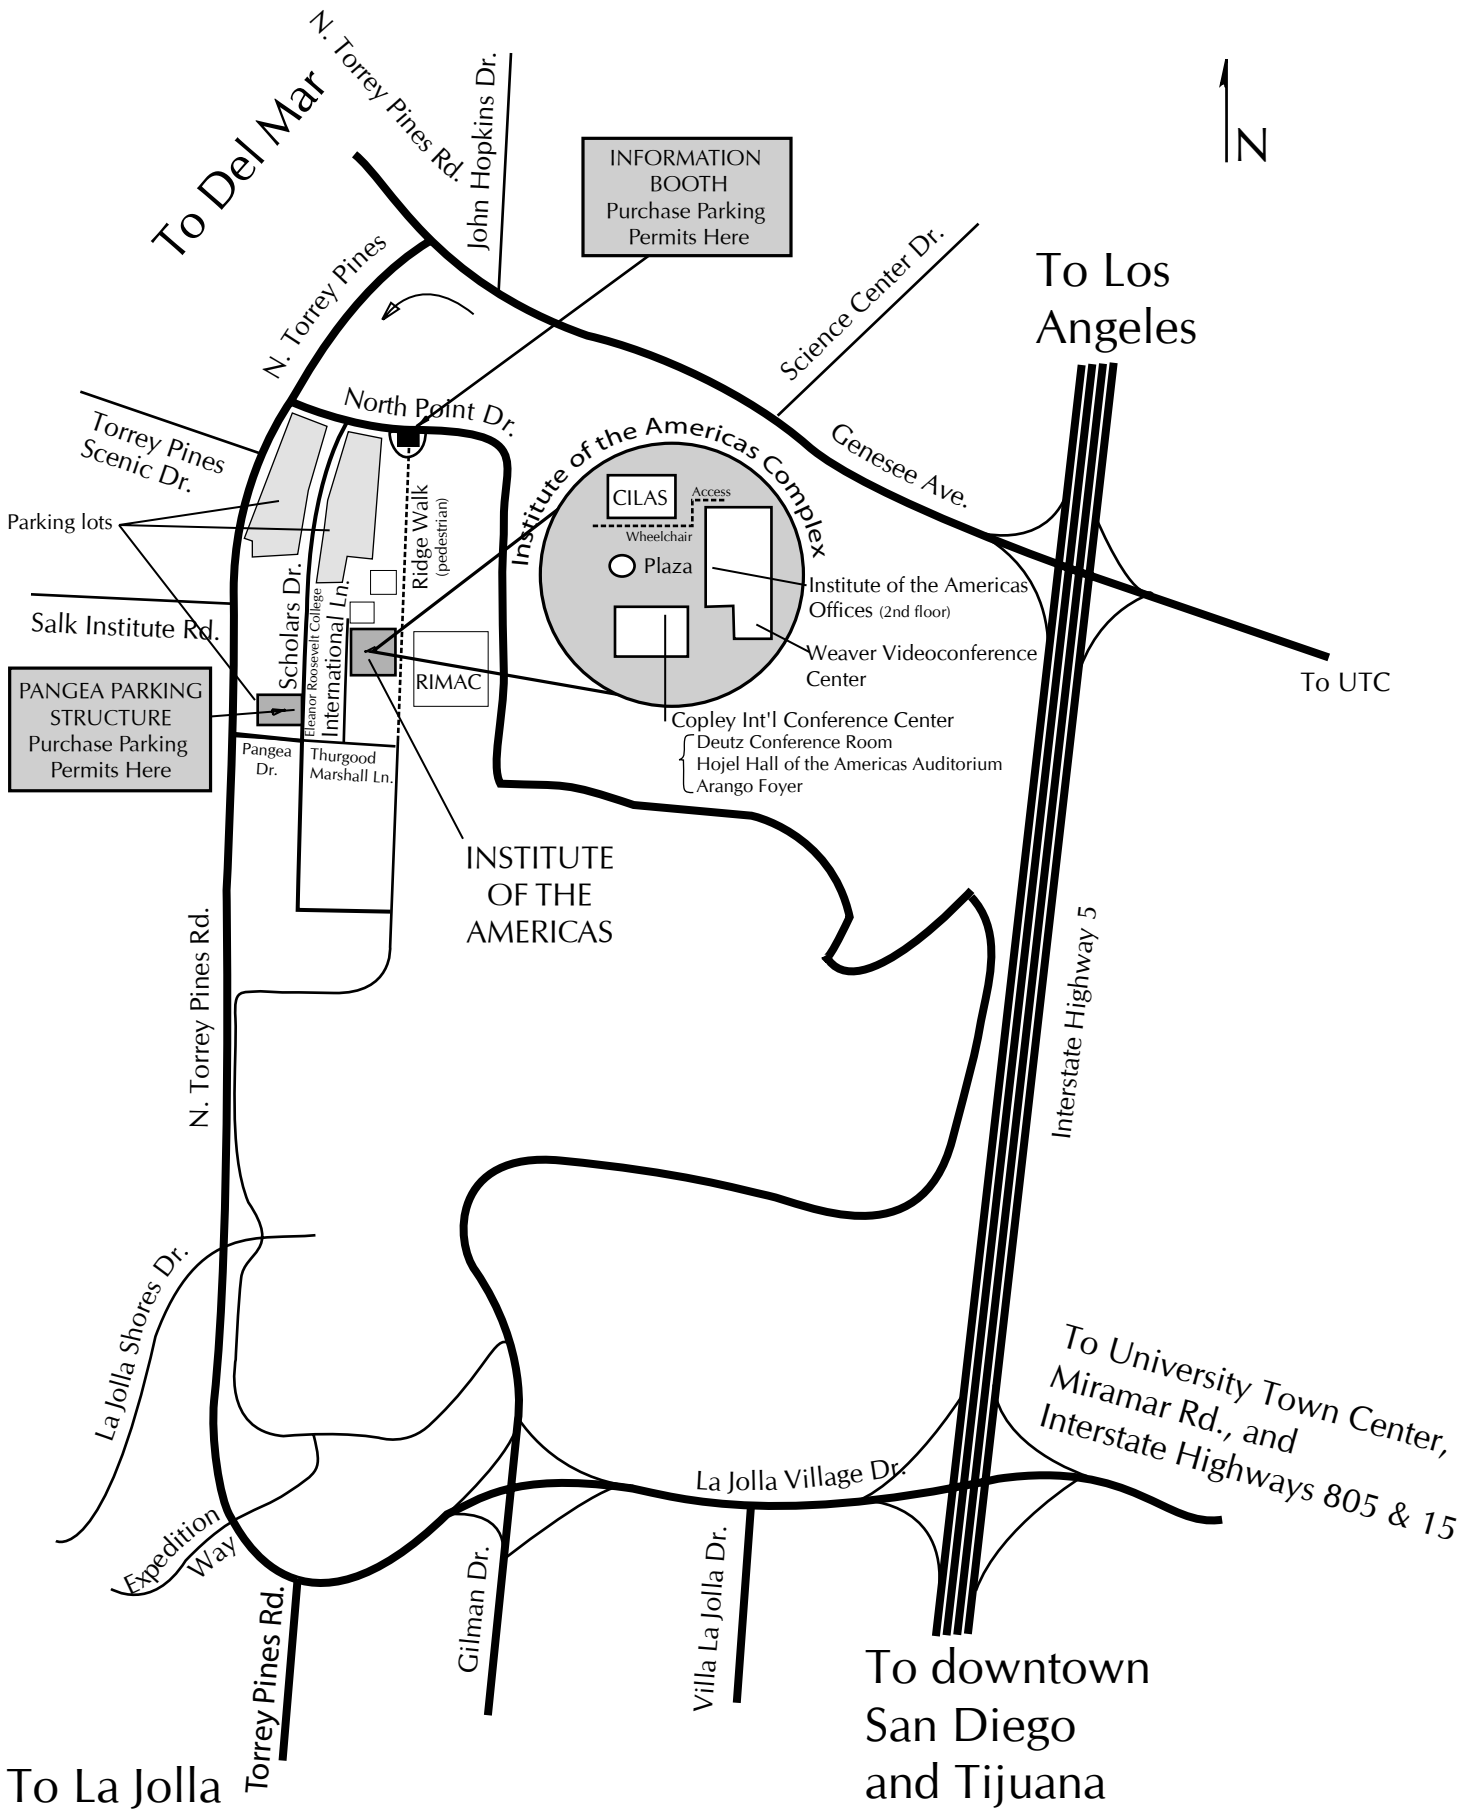 N. Torrey Pines Rd.
John Hopkins Dr.
To Del Mar
N
INFORMATION
BOOTH
Purchase Parking
Permits Here
Science Center Dr.
To Los
Angeles
N. Torrey Pines
North Point Dr.
Torrey Pines
Scenic Dr.
Institute of the Americas Complex
Genesee Ave.
CILAS
Access
Wheelchair
Plaza
Parking lots
Ridge Walk
(pedestrian)
Institute of the Americas
Offices (2nd floor)
Salk Institute Rd.
Scholars Dr.
Eleanor Roosevelt College
International Ln.
RIMAC
Weaver Videoconference
Center
To UTC
PANGEA PARKING
STRUCTURE
Purchase Parking
Permits Here
Copley Int'l Conference Center
Deutz Conference Room
Hojel Hall of the Americas Auditorium
Arango Foyer
Pangea
Dr.
Thurgood
Marshall Ln.
INSTITUTE
OF THE
AMERICAS
N. Torrey Pines Rd.
Interstate Highway 5
La Jolla Shores Dr.
To University Town Center,
Miramar Rd., and
Interstate Highways 805 & 15
La Jolla Village Dr.
Expedition
Way
Torrey Pines Rd.
Gilman Dr.
Villa La Jolla Dr.
To downtown
San Diego
and Tijuana
To La Jolla